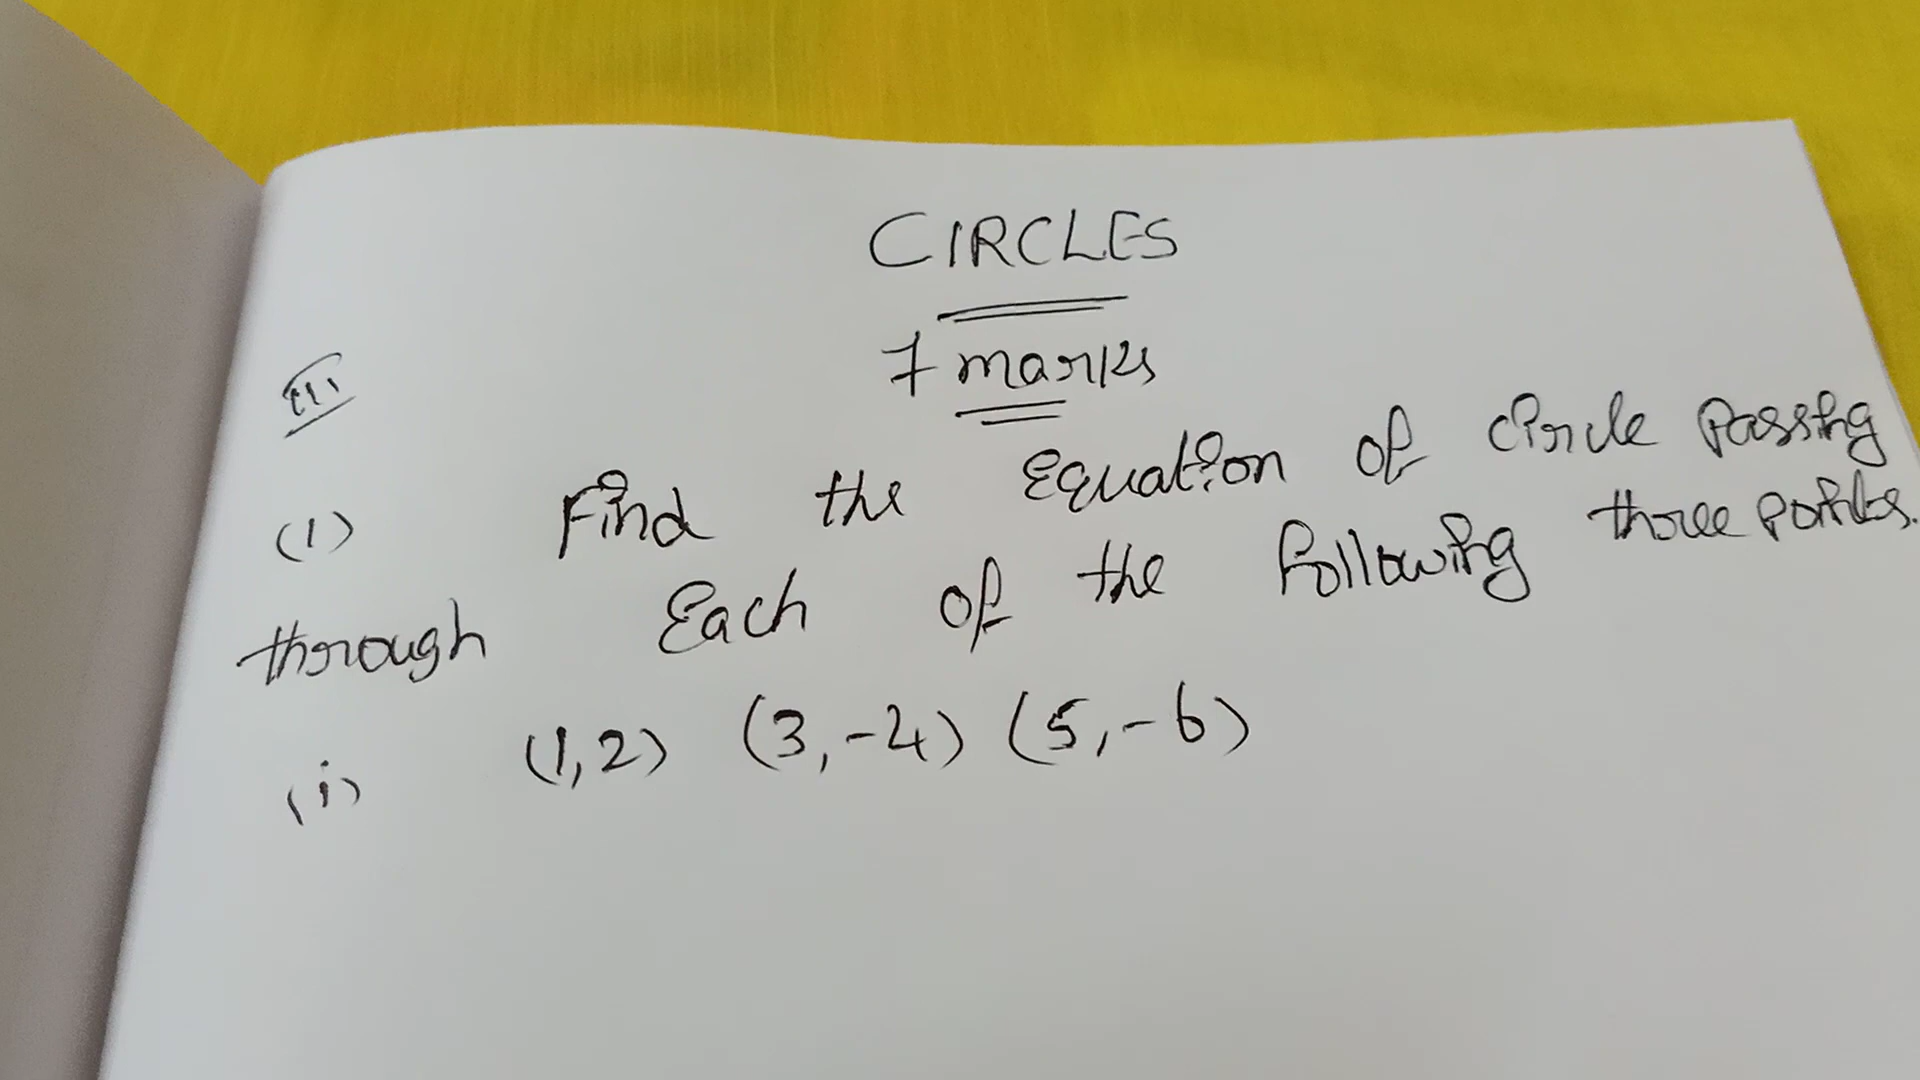 CIRCLES
7 marks
III
(1) Find the Equation of circle passing
through Each of the following three points.
(i) (1,2) (3,-4) (5,-6)